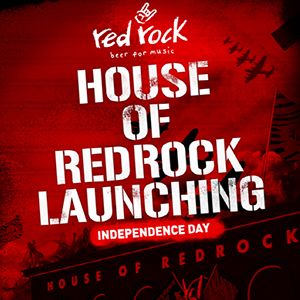 red rock
beer for music
HOUSE
OF
REDROCK
LAUNCHING
INDEPENDENCE DAY
HOUSE OF REDROCK